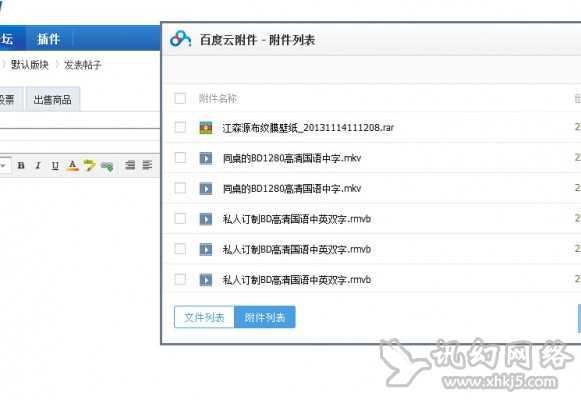 坛 插件
〉默认版块 〉发表帖子
股票 出售商品
B I U A
百度云附件 - 附件列表
附件名称
江森源布纹膜壁纸_20131114111208.rar 2
同桌的BD1280高清国语中字.mkv 2
同桌的BD1280高清国语中字.mkv 2
私人订制BD高清国语中英双字.rmvb 2
私人订制BD高清国语中英双字.rmvb 2
私人订制BD高清国语中英双字.rmvb 2
文件列表 附件列表
讯幻网络
www.xhkj5.com